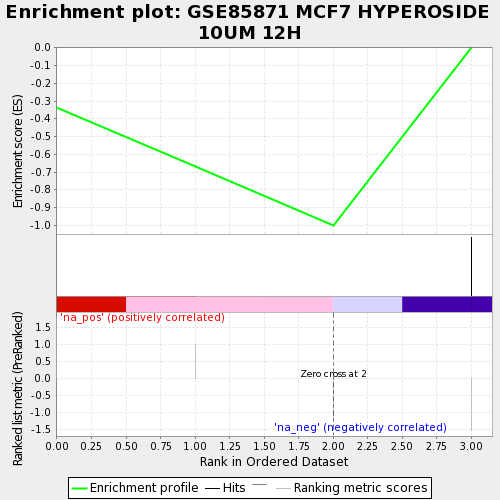 Enrichment plot: GSE85871 MCF7 HYPEROSIDE
10UM 12H
Enrichment score (ES)
0.0
-0.1
-0.2
-0.3
-0.4
-0.5
-0.6
-0.7
-0.8
-0.9
-1.0
Ranked list metric (PreRanked)
'na_pos' (positively correlated)
1.5
1.0
0.5
0.0
-0.5
-1.0
-1.5
Zero cross at 2
'na_neg' (negatively correlated)
0.00 0.25 0.50 0.75 1.00 1.25 1.50 1.75 2.00 2.25 2.50 2.75 3.00
Rank in Ordered Dataset
Enrichment profile Hits Ranking metric scores